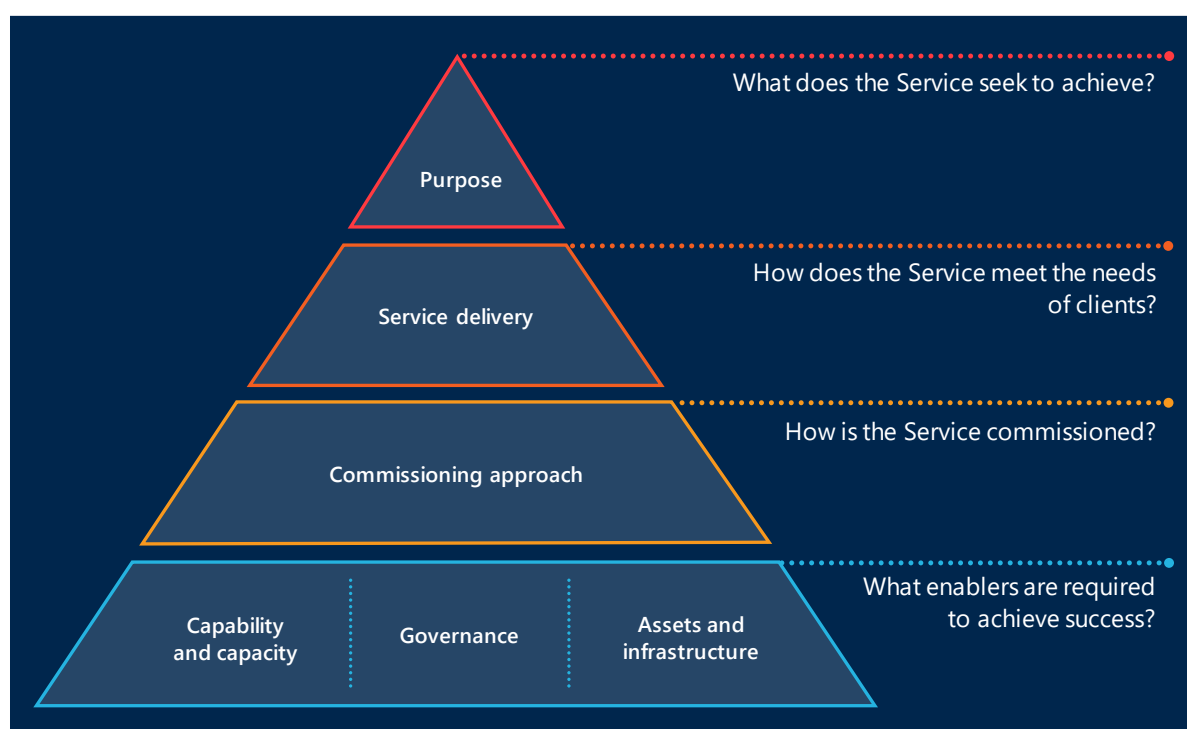 What does the Service seek to achieve?
Purpose
How does the Service meet the needs
of clients?
Service delivery
How is the Service commissioned?
Commissioning approach
What enablers are required
to achieve success?
Capability
and capacity
Governance
Assets and
infrastructure